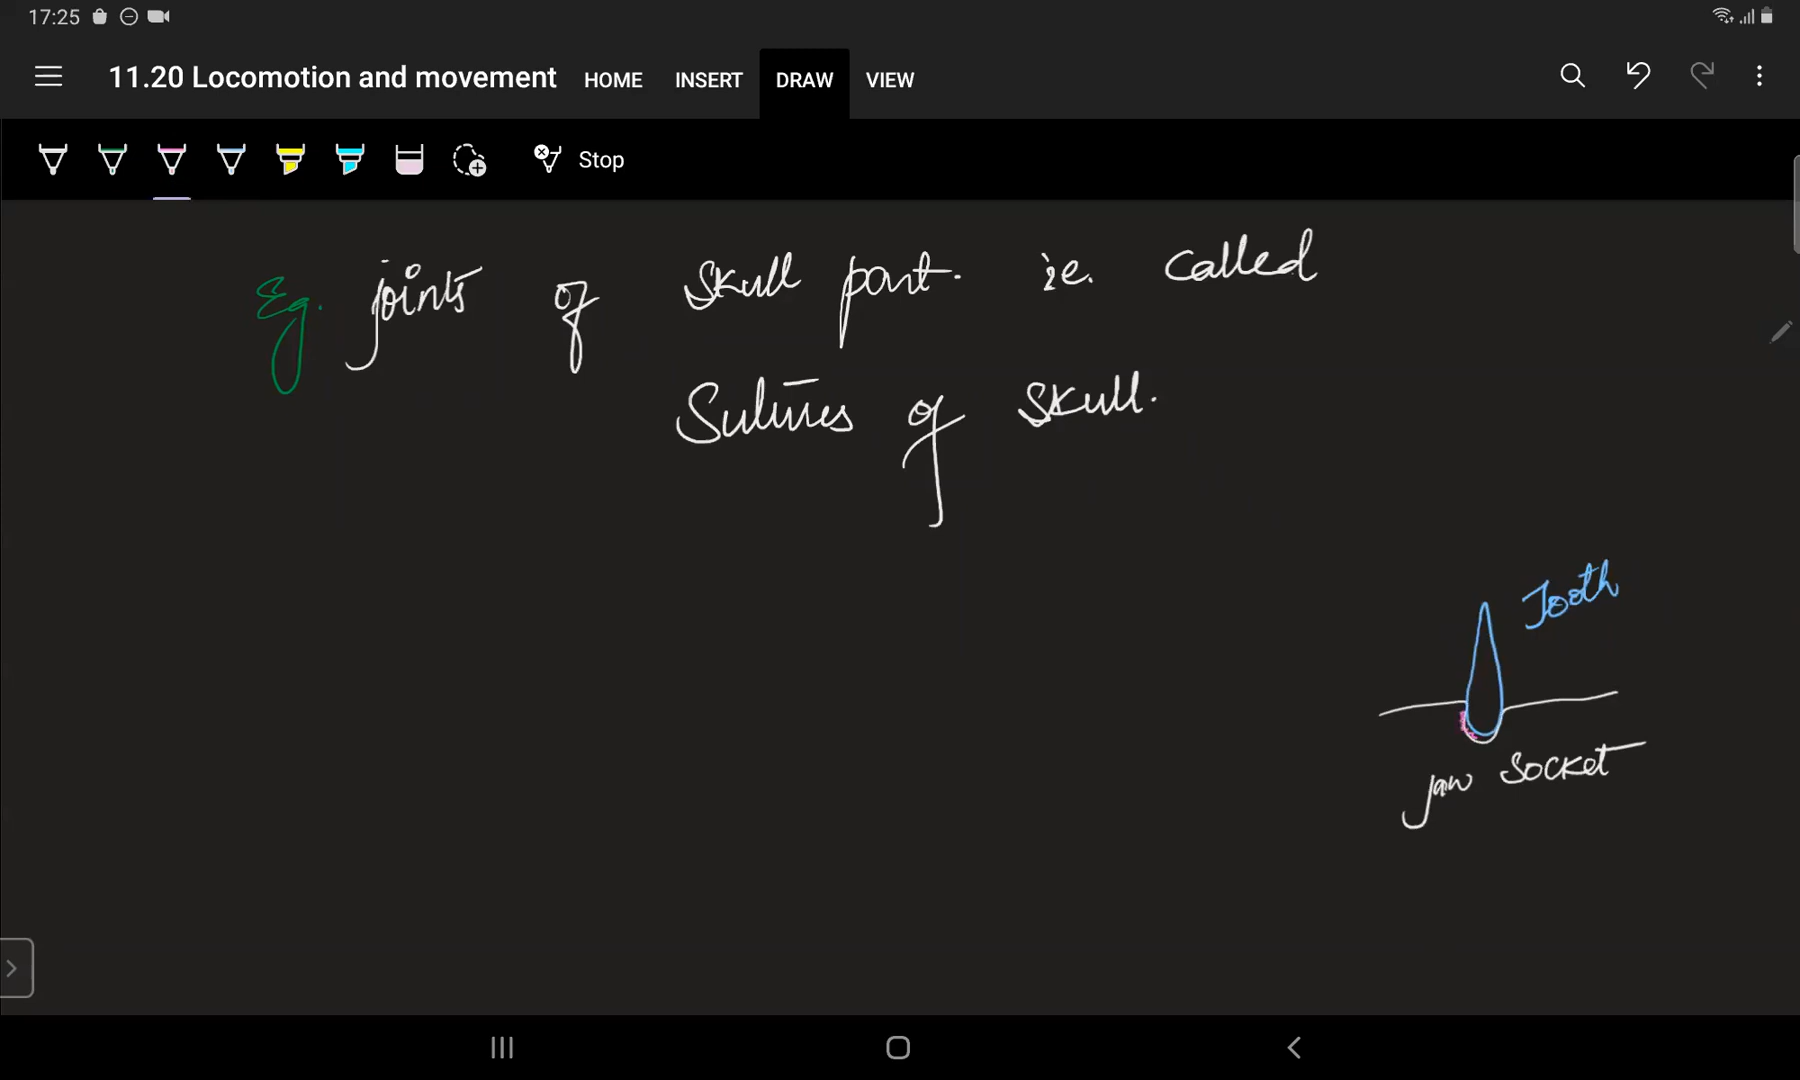 17:25
11.20 Locomotion and movement HOME INSERT DRAW VIEW
Stop
Eg. joints of skull part. ie. called
Sutures of skull.
Tooth
jaw socket